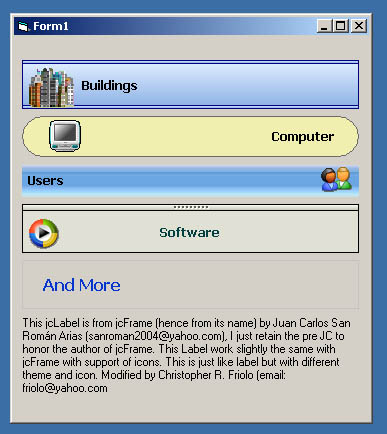 Form1
Buildings
Computer
Users
Software
And More
This jcLabel is from jcFrame (hence from its name) by Juan Carlos San
Román Arias (sanroman2004@yahoo.com), I just retain the pre JC to
honor the author of jcFrame. This Label work slightly the same with
jcFrame with support of icons. This is just like label but with different
theme and icon. Modified by Christopher R. Friolo (email:
friolo@yahoo.com